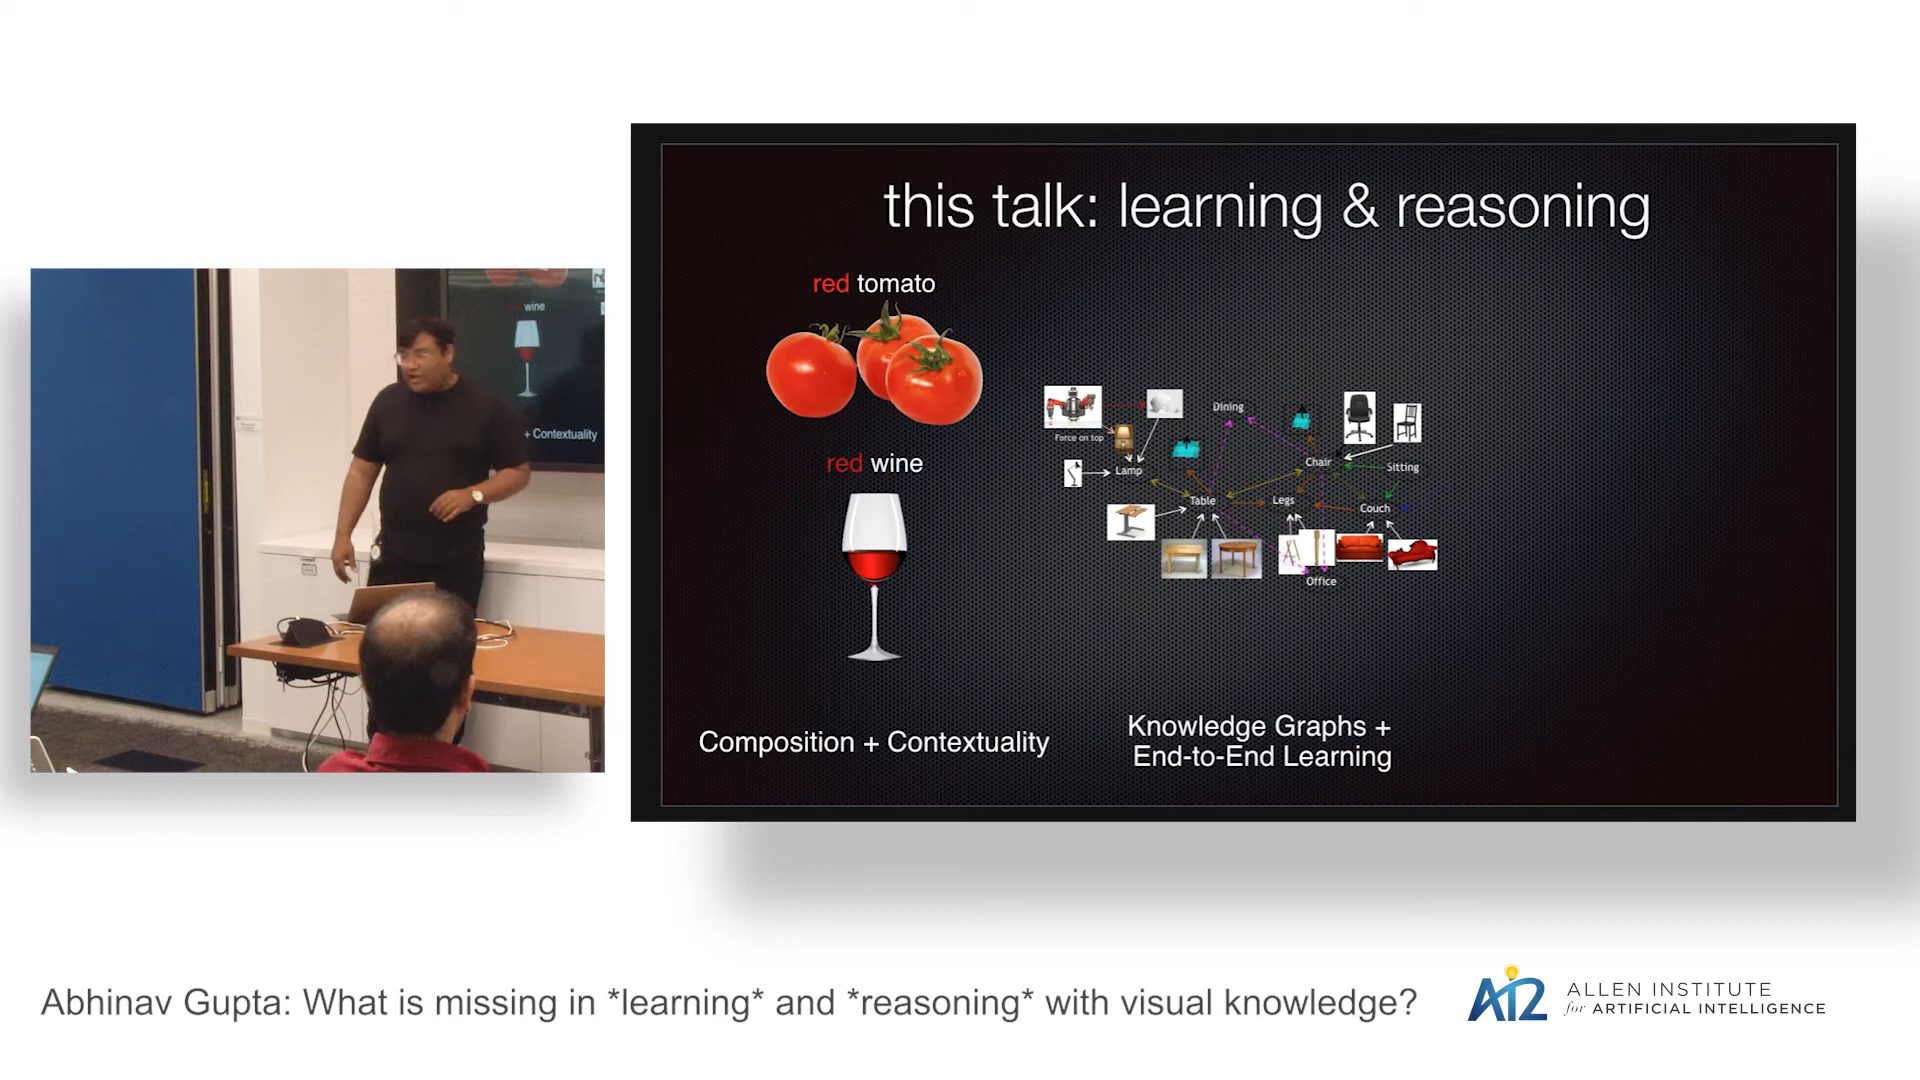 this talk: learning & reasoning
red tomato
red wine
Force on top
Lamp
Dining
Table
Chair
Legs
Sitting
Couch
Office
Composition + Contextuality
Knowledge Graphs +
End-to-End Learning
wine
+ Contextuality
Abhinav Gupta: What is missing in *learning* and *reasoning* with visual knowledge?
AI2
ALLEN INSTITUTE
for ARTIFICIAL INTELLIGENCE